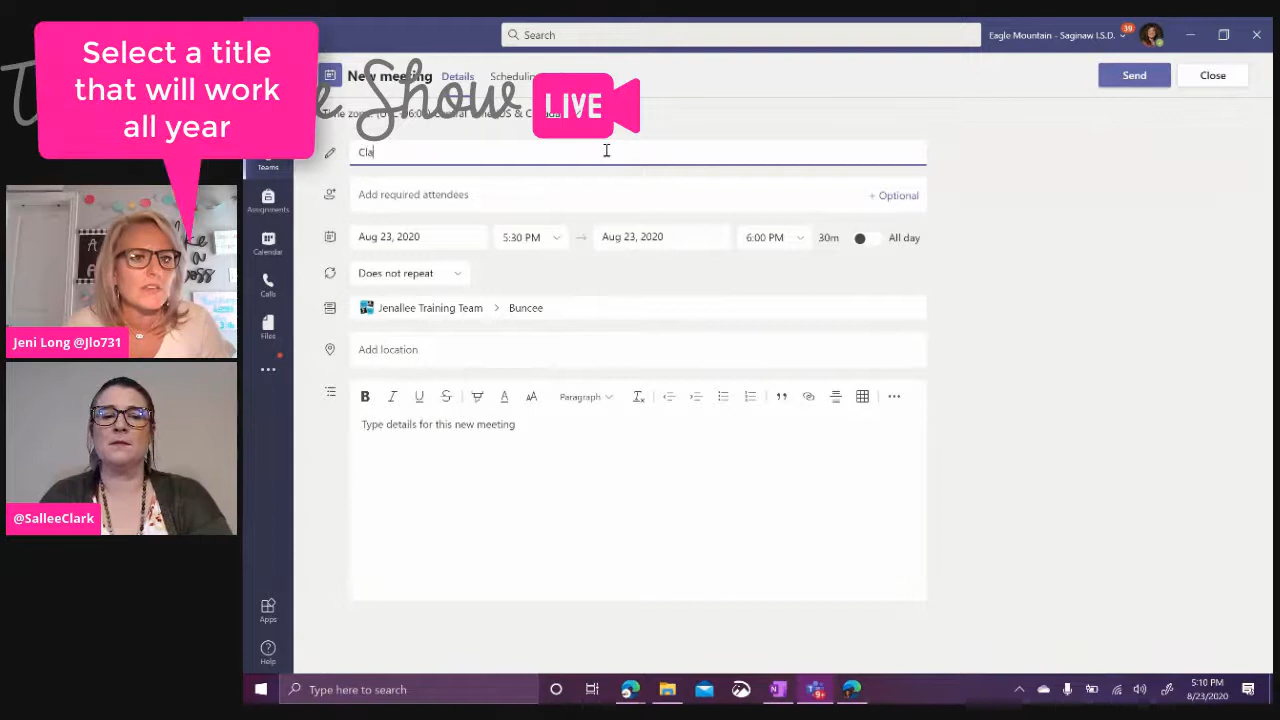 Select a title
that will work
all year
Show
LIVE
Search
Eagle Mountain - Saginaw I.S.D.
39
New meeting
Details
Send
Close
Cla
Teams
Add required attendees
+ Optional
Assignments
Calendar
Aug 23, 2020
5:30 PM
Aug 23, 2020
6:00 PM
30m
All day
Does not repeat
Calls
Jenallee Training Team > Buncee
Files
Add location
B I U S A AA Paragraph
Type details for this new meeting
Jeni Long @Jlo731
@SalleeClark
Apps
Help
Type here to search
5:10 PM
8/23/2020